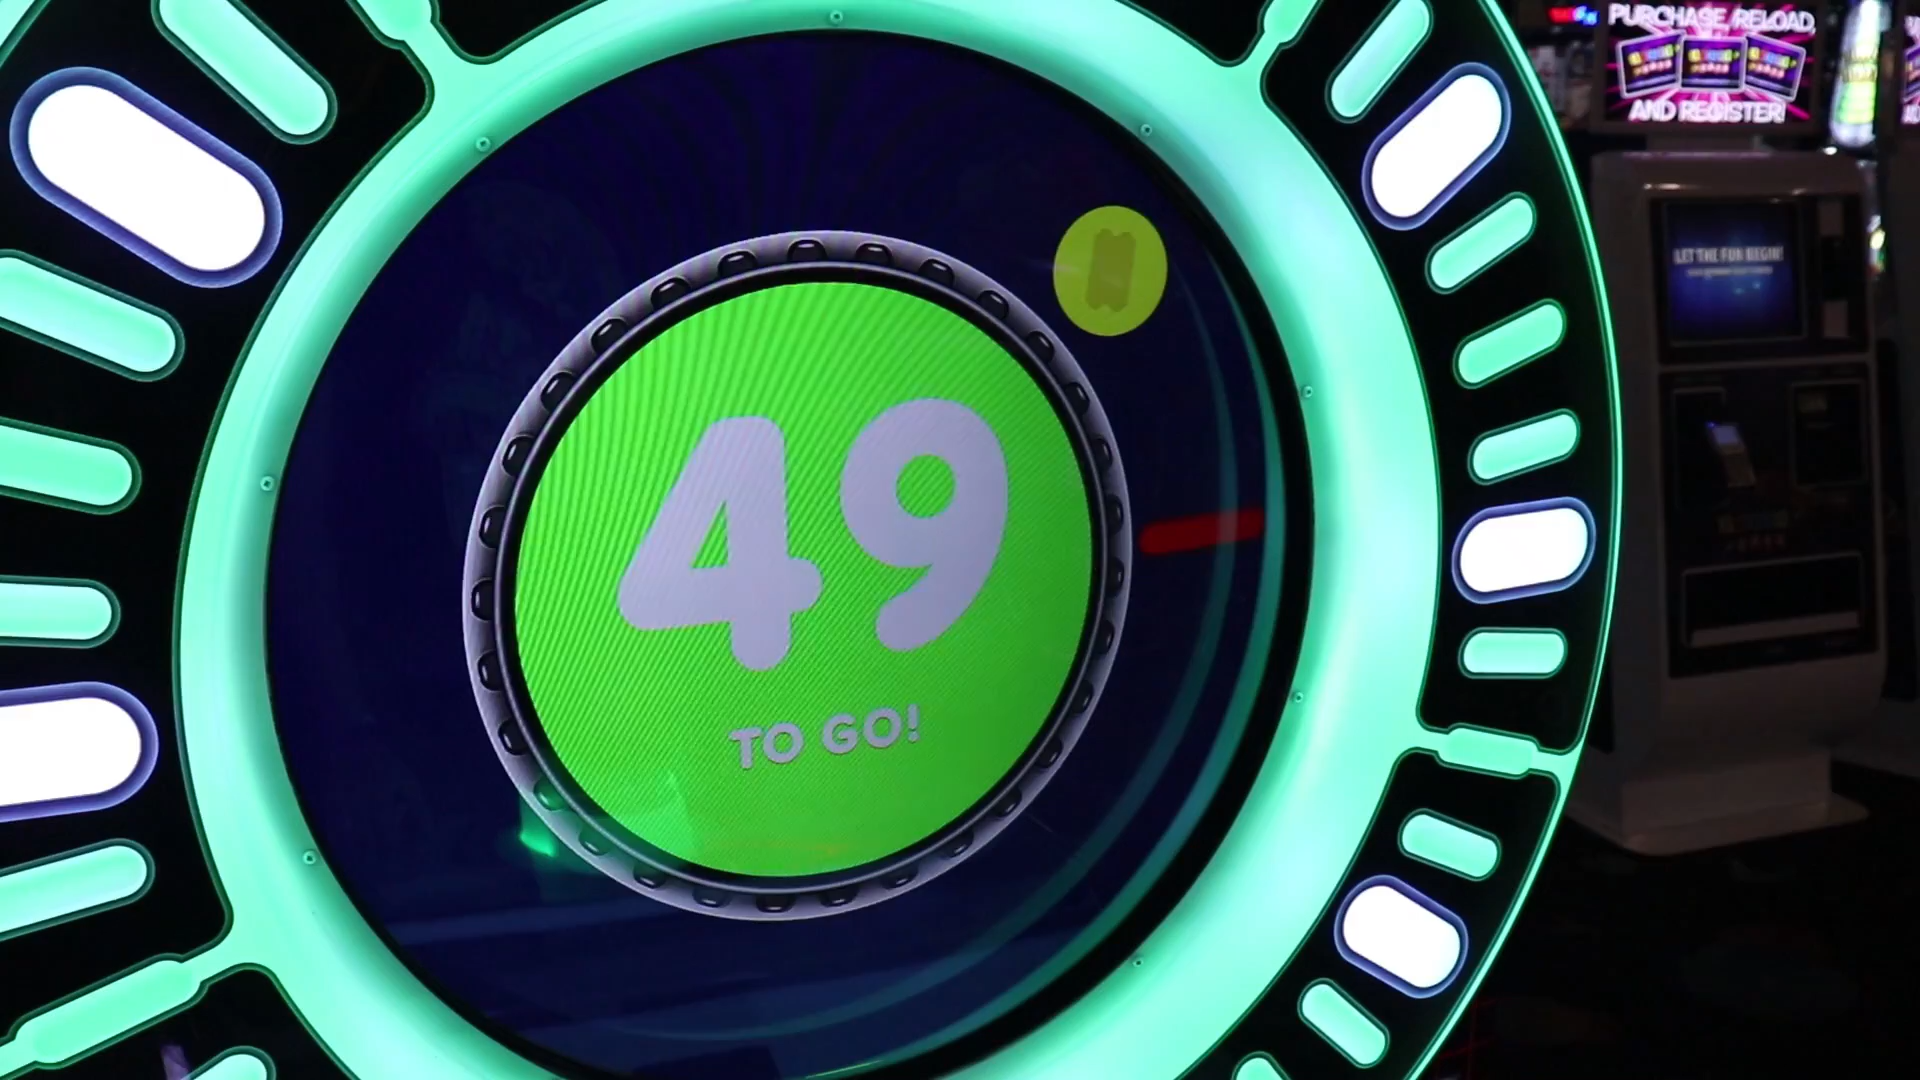 PURCHASE, RELOAD,
AND REGISTER!
LET THE FUN BEGIN!
49
TO GO!